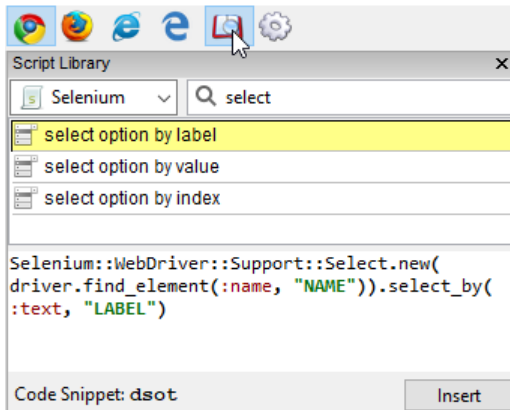 Script Library
Selenium select
select option by label
select option by value
select option by index
Selenium::WebDriver::Support::Select.new(
driver.find_element(:name, "NAME")).select_by(
:text, "LABEL")
Code Snippet: dsot Insert